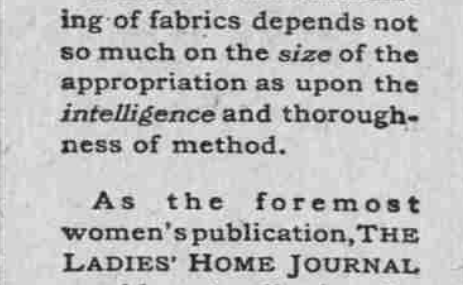 ing of fabrics depends not
so much on the size of the
appropriation as upon the
intelligence and thorough-
ness of method.
As the foremost
women's publication, THE
LADIES' HOME JOURNAL